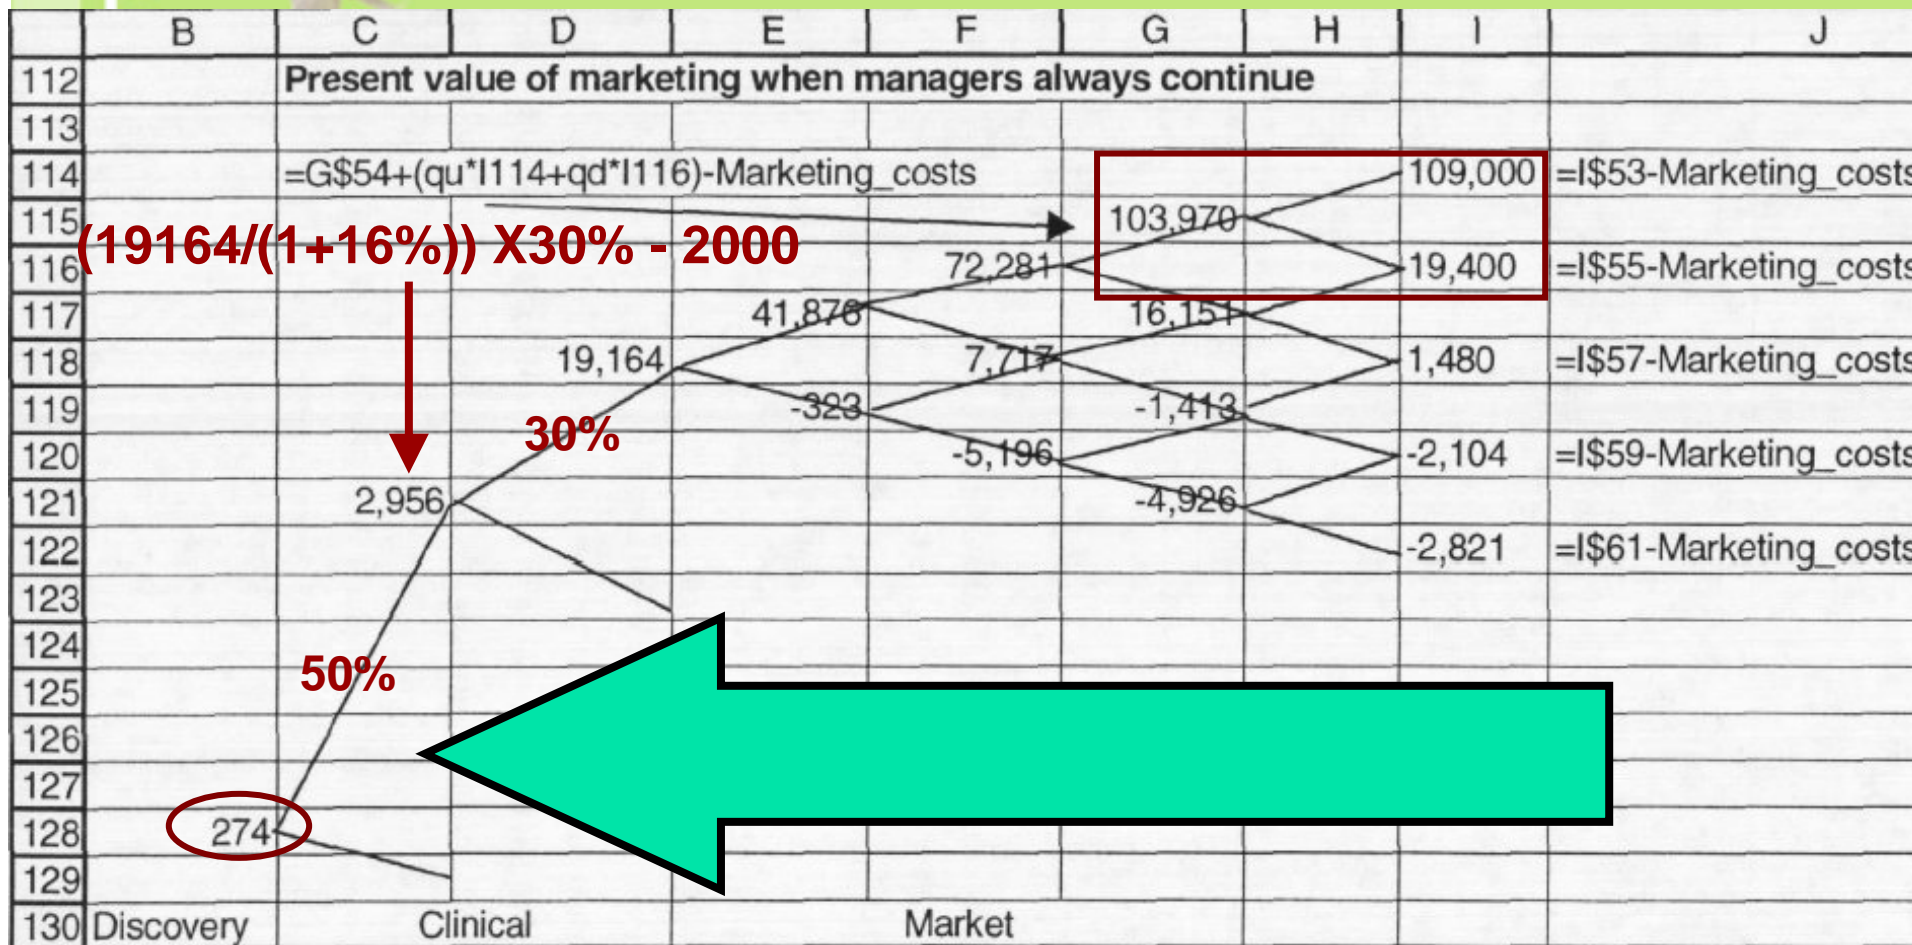 B C D E F G H I J
112 Present value of marketing when managers always continue
113
114 =G$54+(qu*I114+qd*I116)-Marketing_costs 109,000 =I$53-Marketing_costs
115 103,970
(19164/(1+16%)) X30% - 2000
116 72,281 19,400 =I$55-Marketing_costs
117 41,876 16,151
118 19,164 7,717 1,480 =I$57-Marketing_costs
119 -323 -1,413
30%
120 -5,196 -2,104 =I$59-Marketing_costs
121 2,956 -4,926
122 -2,821 =I$61-Marketing_costs
123
124
50%
125
126
127
128 274
129
130 Discovery Clinical Market